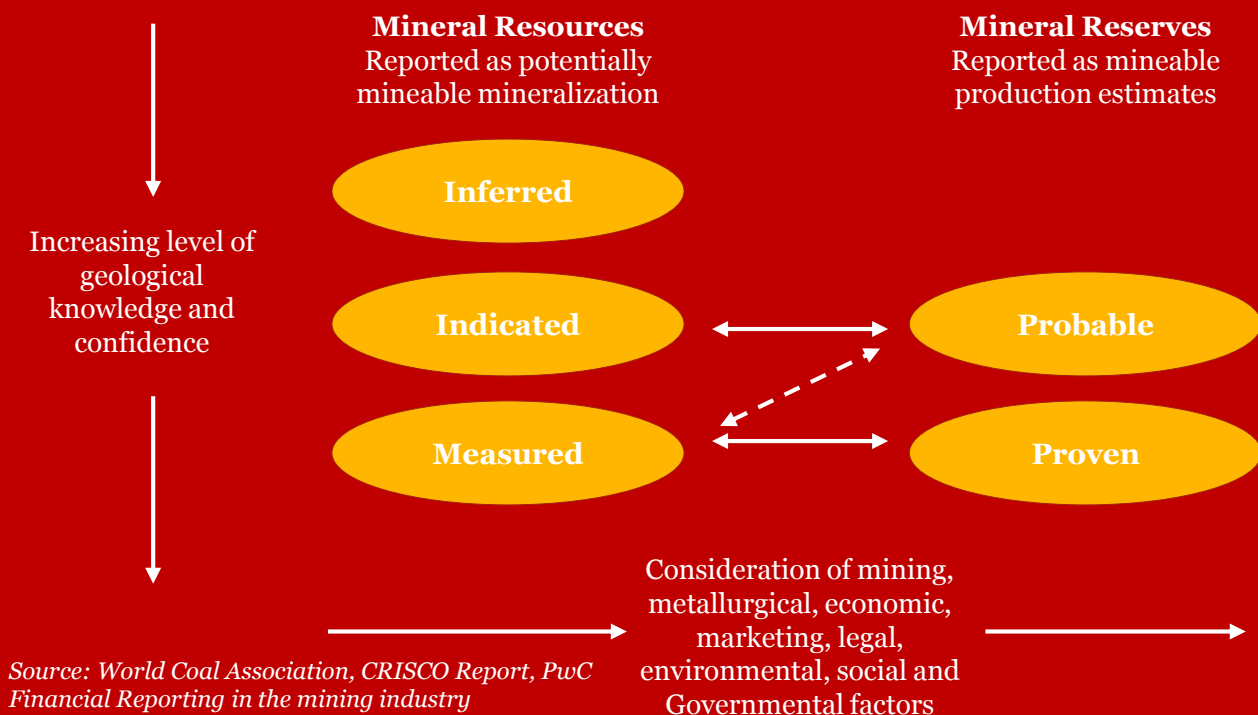 Mineral Resources
Reported as potentially
mineable mineralization
Mineral Reserves
Reported as mineable
production estimates
Inferred
Increasing level of
geological
knowledge and
confidence
Indicated
Probable
Measured
Proven
Consideration of mining,
metallurgical, economic,
marketing, legal,
environmental, social and
Governmental factors
Source: World Coal Association, CRISCO Report, PwC
Financial Reporting in the mining industry